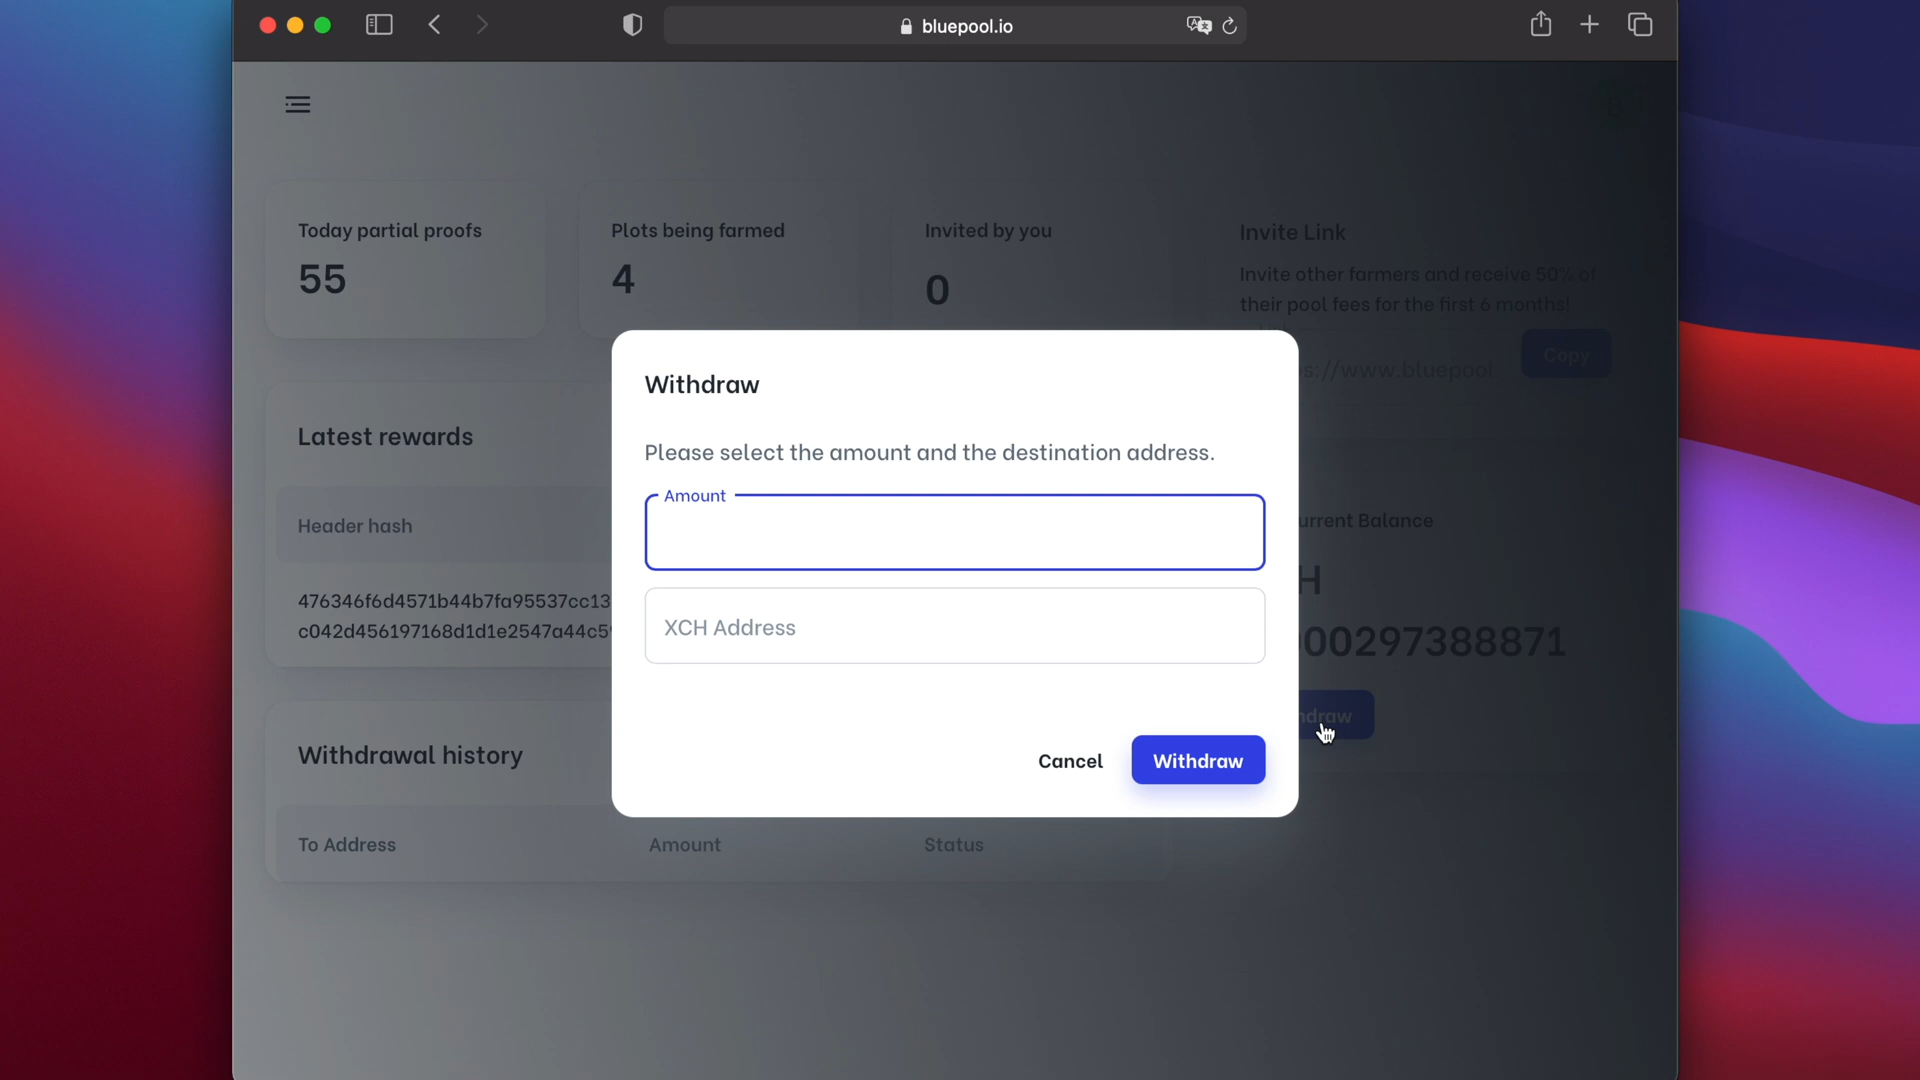 bluepool.io
Today partial proofs
55
Plots being farmed
4
Invited by you
0
Invite Link
Invite other farmers and receive 50% of
their pool fees for the first 6 months!
s://www.bluepool
Copy
Latest rewards
Header hash
476346f6d4571b44b7fa95537cc13
c042d456197168d1d1e2547a44c5
Withdraw
Please select the amount and the destination address.
Amount
XCH Address
Cancel
Withdraw
urrent Balance
H
00297388871
hdraw
Withdrawal history
To Address
Amount
Status